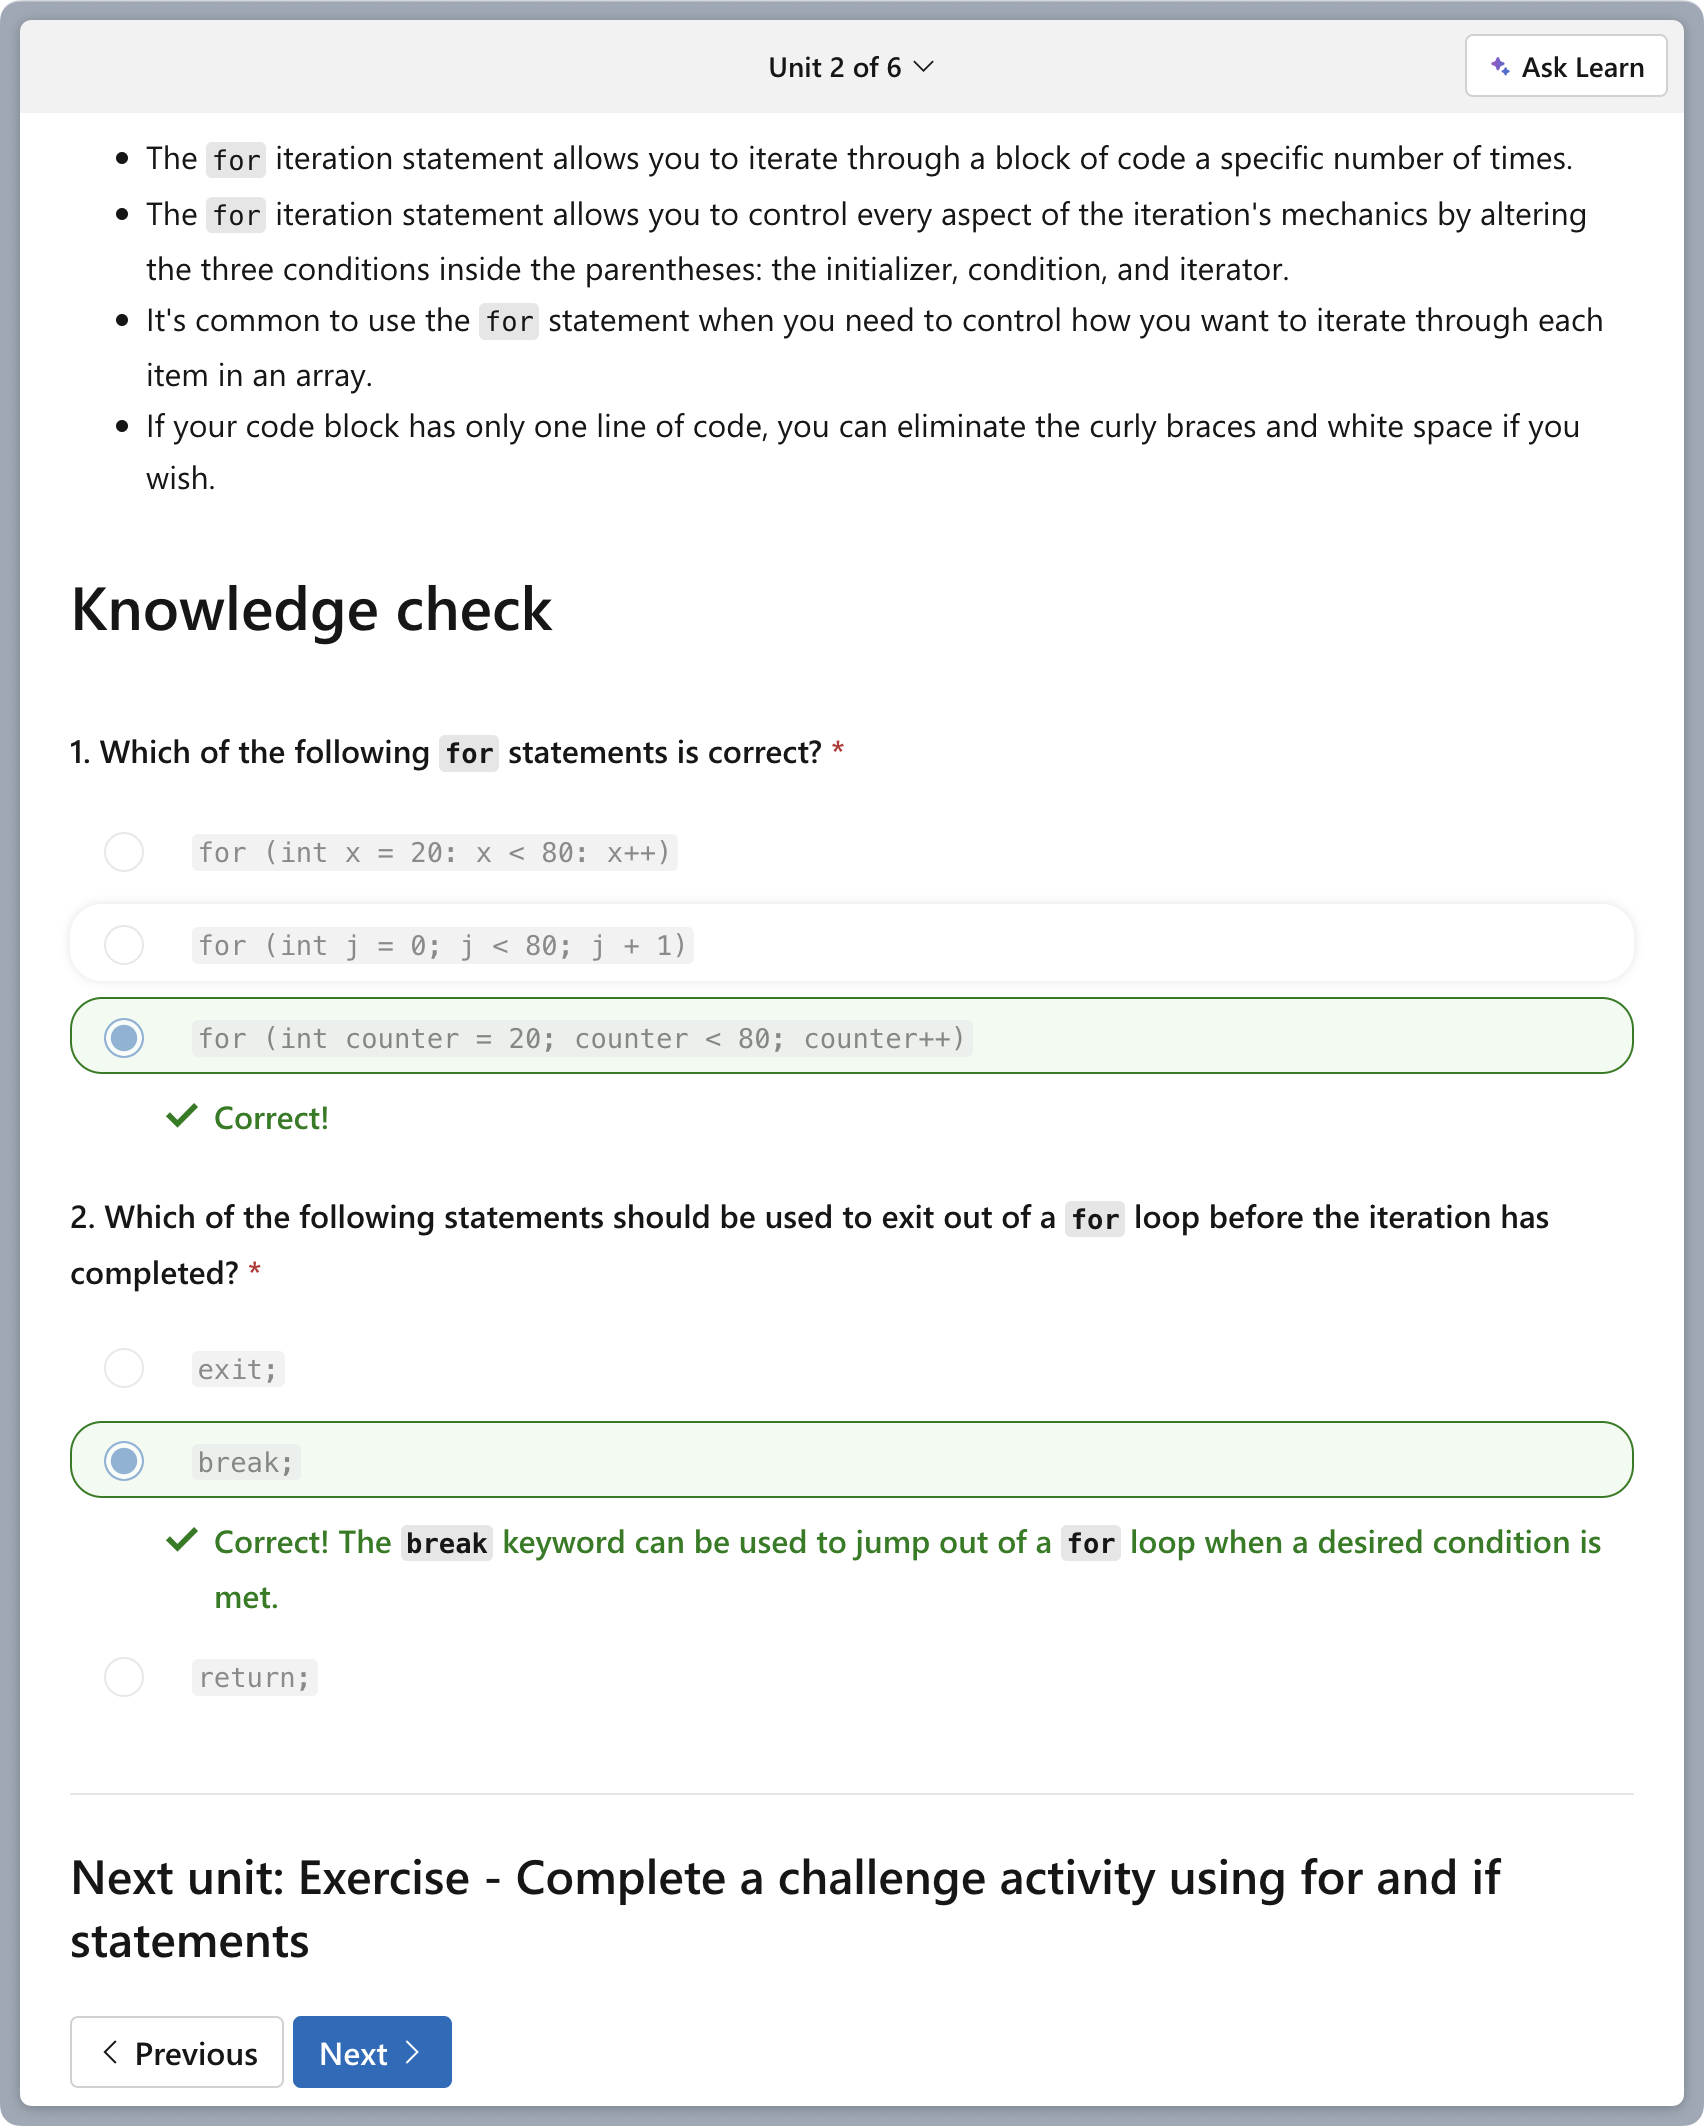 Unit 2 of 6
Ask Learn
The for iteration statement allows you to iterate through a block of code a specific number of times.
The for iteration statement allows you to control every aspect of the iteration's mechanics by altering
the three conditions inside the parentheses: the initializer, condition, and iterator.
It's common to use the for statement when you need to control how you want to iterate through each
item in an array.
If your code block has only one line of code, you can eliminate the curly braces and white space if you
wish.
Knowledge check
1. Which of the following for statements is correct? *
for (int x = 20: x < 80: x++)
for (int j = 0; j < 80; j + 1)
for (int counter = 20; counter < 80; counter++)
Correct!
2. Which of the following statements should be used to exit out of a for loop before the iteration has
completed? *
exit;
break;
Correct! The break keyword can be used to jump out of a for loop when a desired condition is
met.
return;
Next unit: Exercise - Complete a challenge activity using for and if
statements
Previous
Next